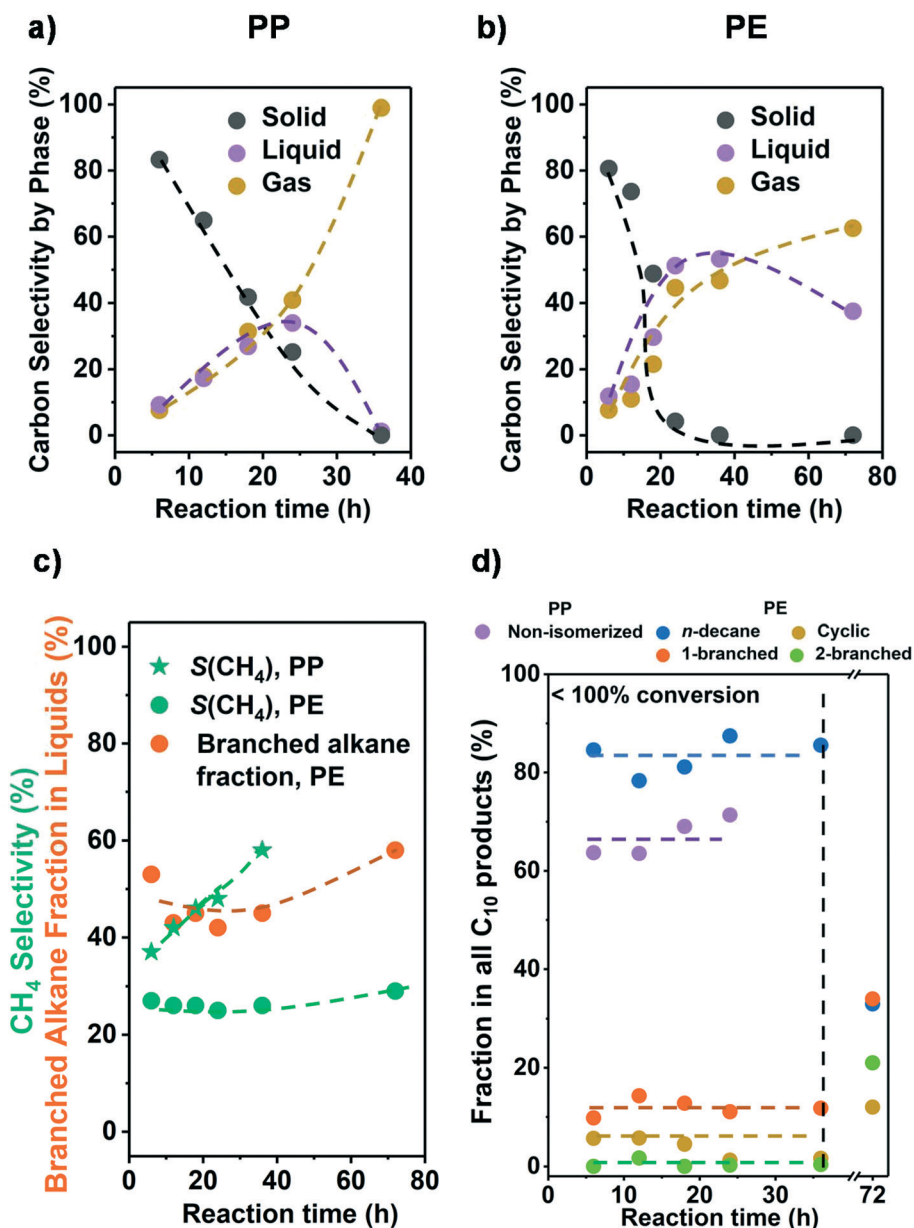 a)
PP
Carbon Selectivity by Phase (%)
100
80
60
40
20
0
Solid
Liquid
Gas
0 10 20 30 40
Reaction time (h)
b)
PE
Carbon Selectivity by Phase (%)
100
80
60
40
20
0
Solid
Liquid
Gas
0 20 40 60 80
Reaction time (h)
c)
CH4 Selectivity (%)
Branched Alkane Fraction in Liquids (%)
100
80
60
40
20
0
S(CH4), PP
S(CH4), PE
Branched alkane
fraction, PE
0 20 40 60 80
Reaction time (h)
d)
PP PE
Non-isomerized n-decane Cyclic
1-branched 2-branched
Fraction in all C10 products (%)
100
80
60
40
20
0
< 100% conversion
0 10 20 30 72
Reaction time (h)